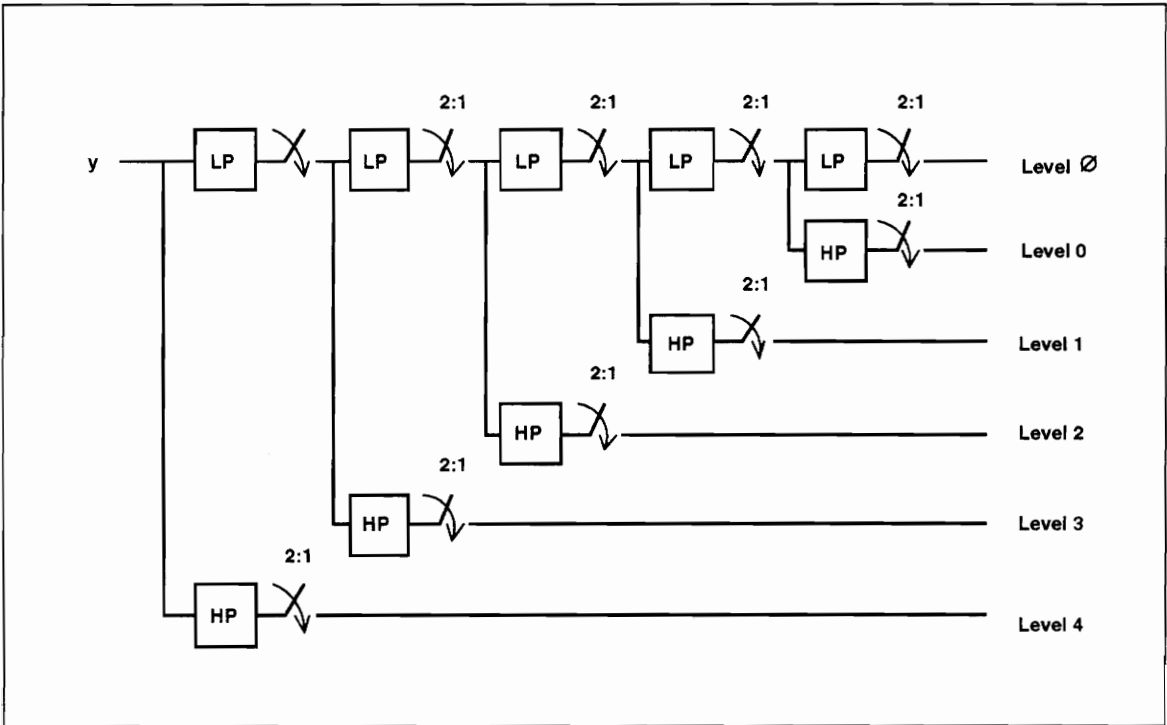 2:1 2:1 2:1 2:1
y LP LP LP LP LP Level Ø
2:1
HP Level 0
2:1
HP Level 1
2:1
HP Level 2
2:1
HP Level 3
2:1
HP Level 4